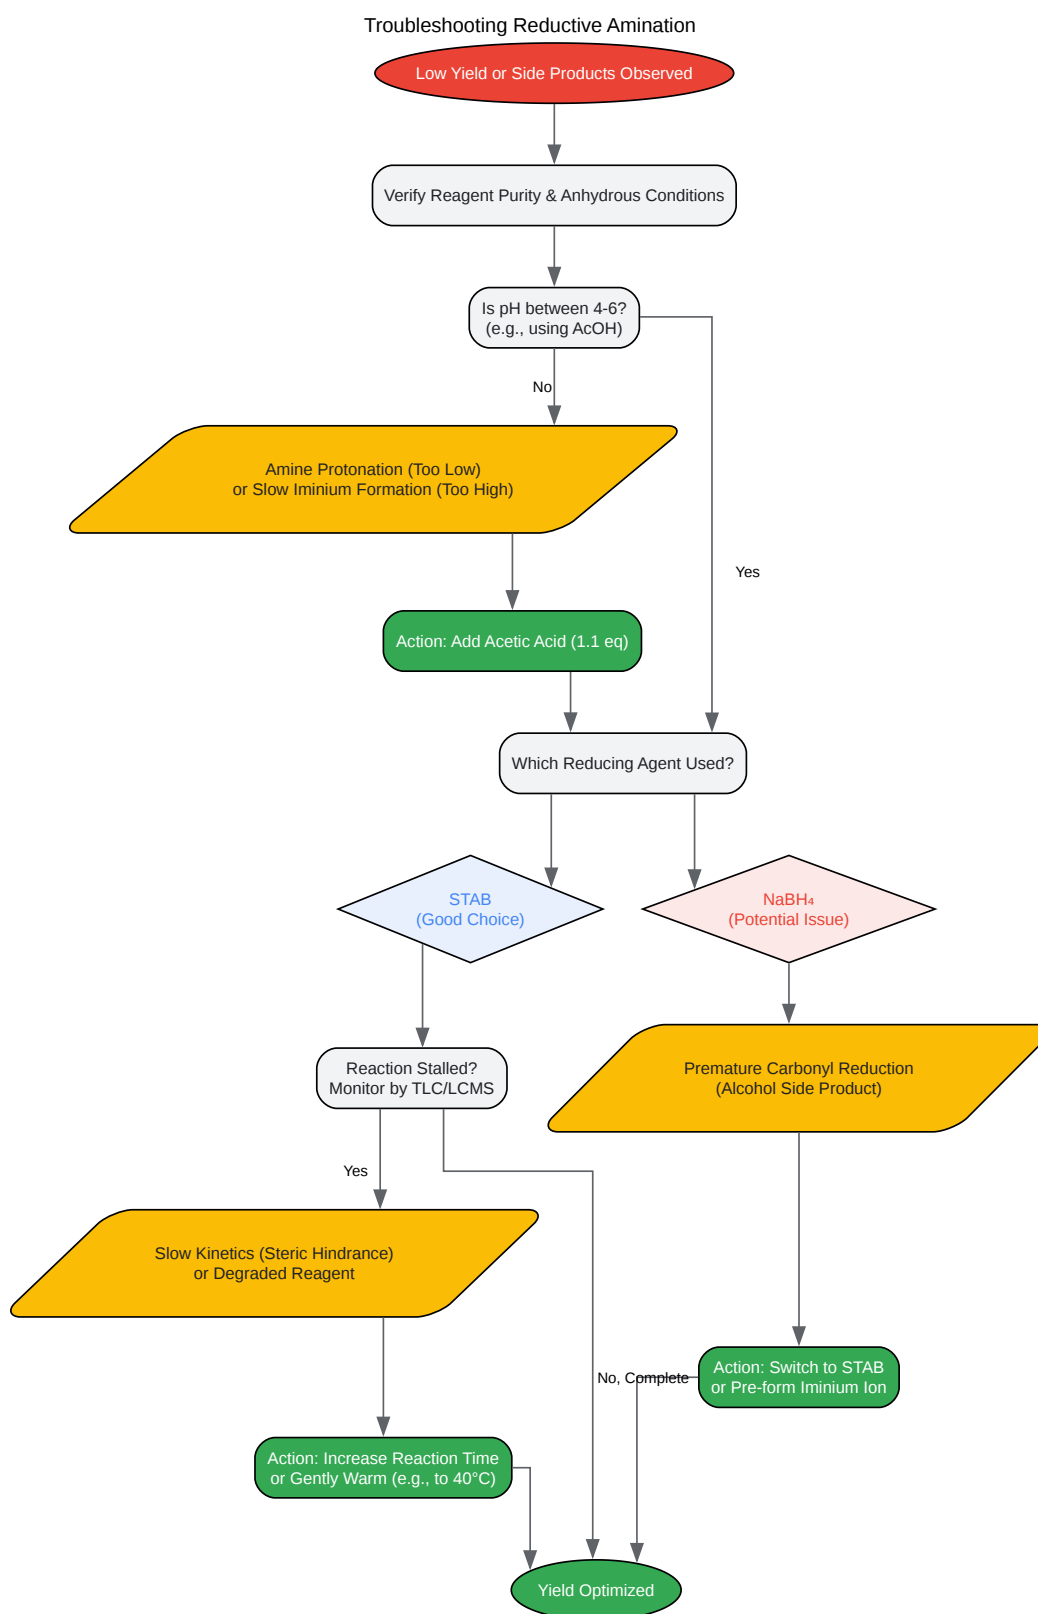 Troubleshooting Reductive Amination
Low Yield or Side Products Observed
Verify Reagent Purity & Anhydrous Conditions
Is pH between 4-6?
(e.g., using AcOH)
No
Amine Protonation (Too Low)
or Slow Iminium Formation (Too High)
Yes
Action: Add Acetic Acid (1.1 eq)
Which Reducing Agent Used?
STAB
(Good Choice)
NaBH₄
(Potential Issue)
Reaction Stalled?
Monitor by TLC/LCMS
Premature Carbonyl Reduction
(Alcohol Side Product)
Yes
Slow Kinetics (Steric Hindrance)
or Degraded Reagent
No, Complete
Action: Switch to STAB
or Pre-form Iminium Ion
Action: Increase Reaction Time
or Gently Warm (e.g., to 40°C)
Yield Optimized